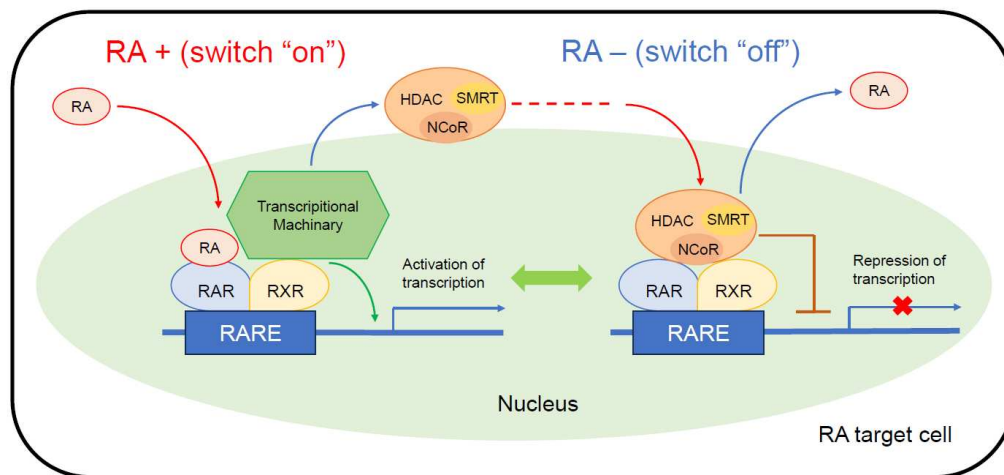 RA + (switch "on")
RA – (switch "off")
RA
HDAC
SMRT
NCoR
RA
Transcripitional
Machinary
RA
RAR
RXR
RARE
Activation of
transcription
HDAC
SMRT
NCoR
RAR
RXR
RARE
Repression of
transcription
Nucleus
RA target cell